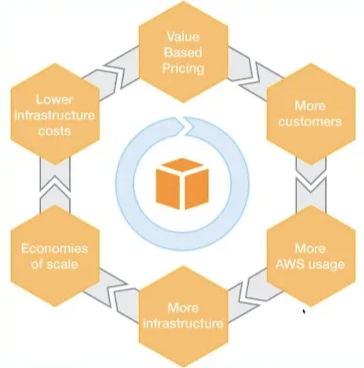 Value
Based
Pricing
More
customers
More
AWS usage
More
infrastructure
Economies
of scale
Lower
infrastructure
costs